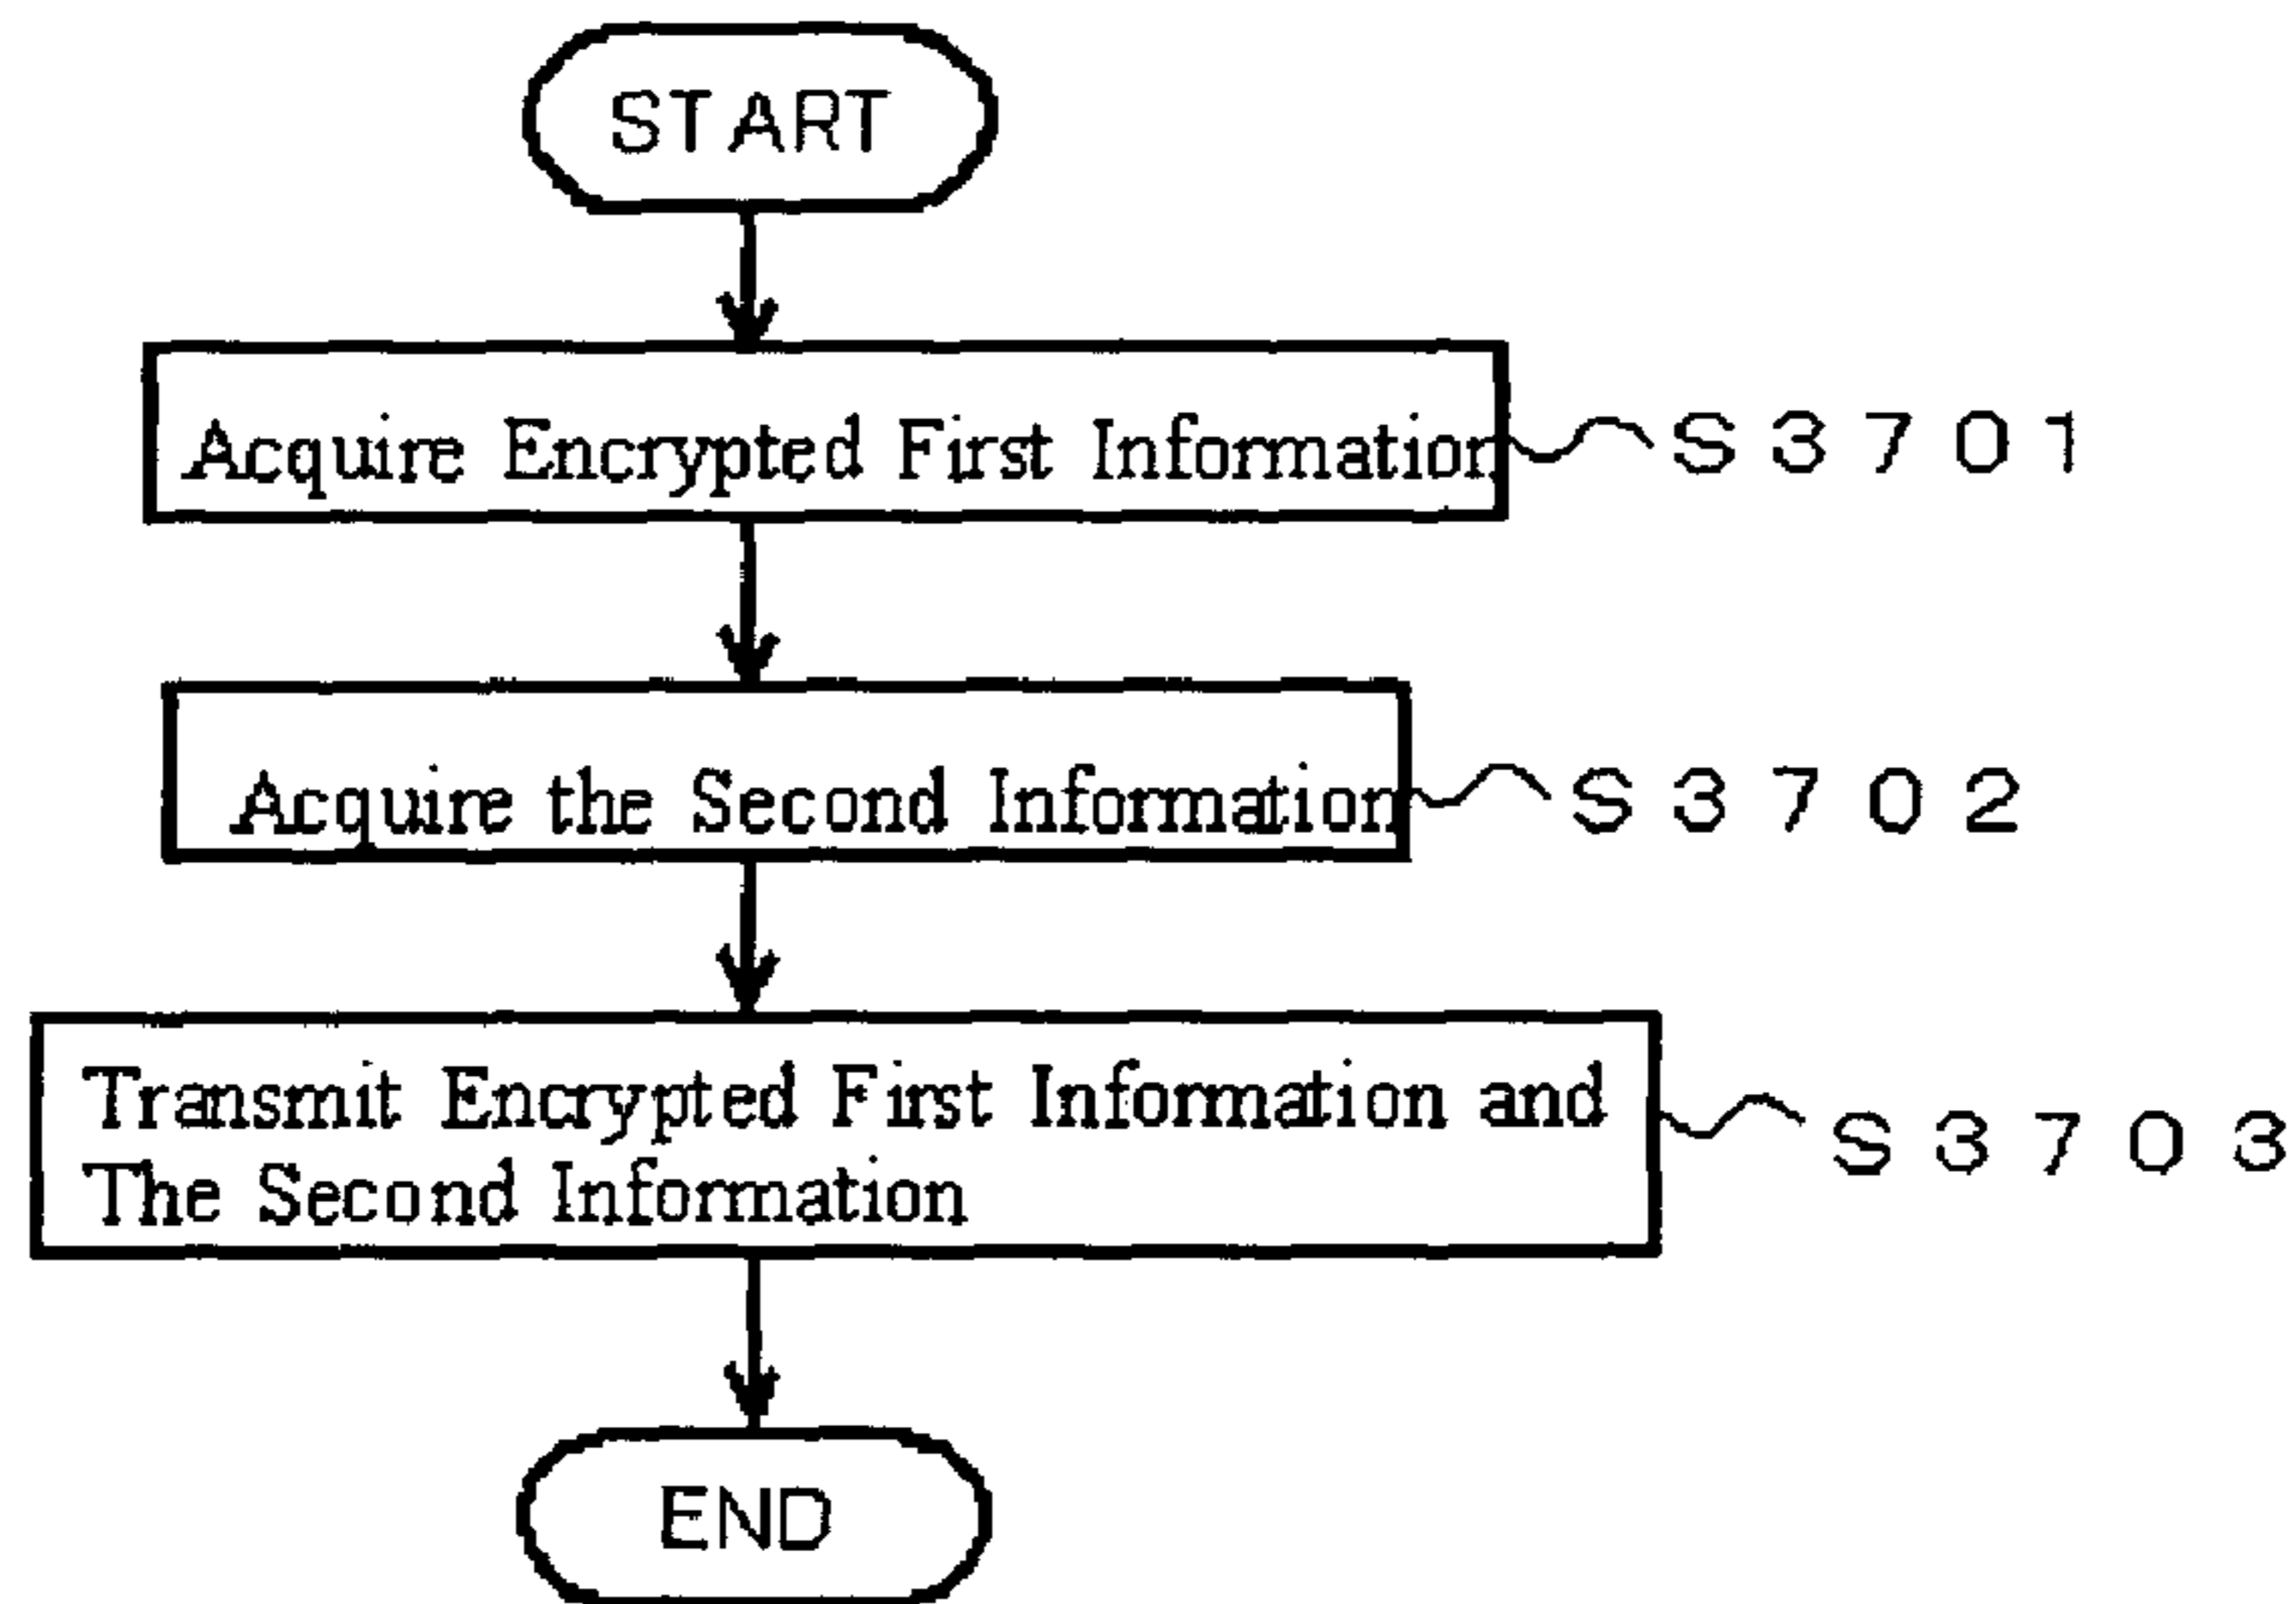 START
Acquire Encrypted First Information
S3701
Acquire the Second Information
S3702
Transmit Encrypted First Information and
The Second Information
S3703
END